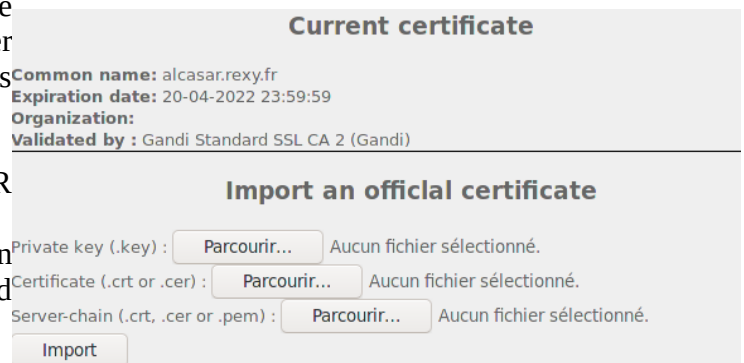 Current certificate
Common name: alcasar.rexy.fr
Expiration date: 20-04-2022 23:59:59
Organization:
Validated by : Gandi Standard SSL CA 2 (Gandi)
Import an officlal certificate
Private key (.key) : Parcourir... Aucun fichier sélectionné.
Certificate (.crt or .cer) : Parcourir... Aucun fichier sélectionné.
Server-chain (.crt, .cer or .pem) : Parcourir... Aucun fichier sélectionné.
Import